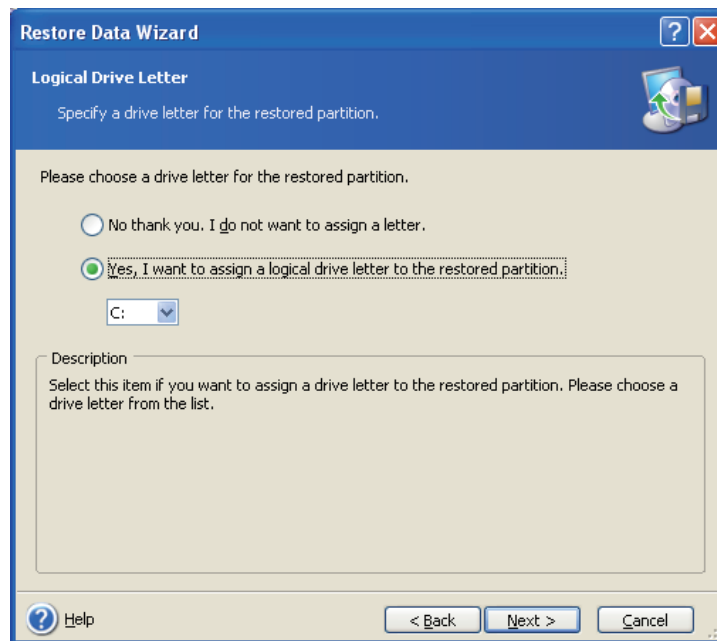 Restore Data Wizard
Logical Drive Letter
Specify a drive letter for the restored partition.
Please choose a drive letter for the restored partition.
No thank you. I do not want to assign a letter.
Yes, I want to assign a logical drive letter to the restored partition.
C:
Description
Select this item if you want to assign a drive letter to the restored partition. Please choose a
drive letter from the list.
Help
< Back
Next >
Cancel